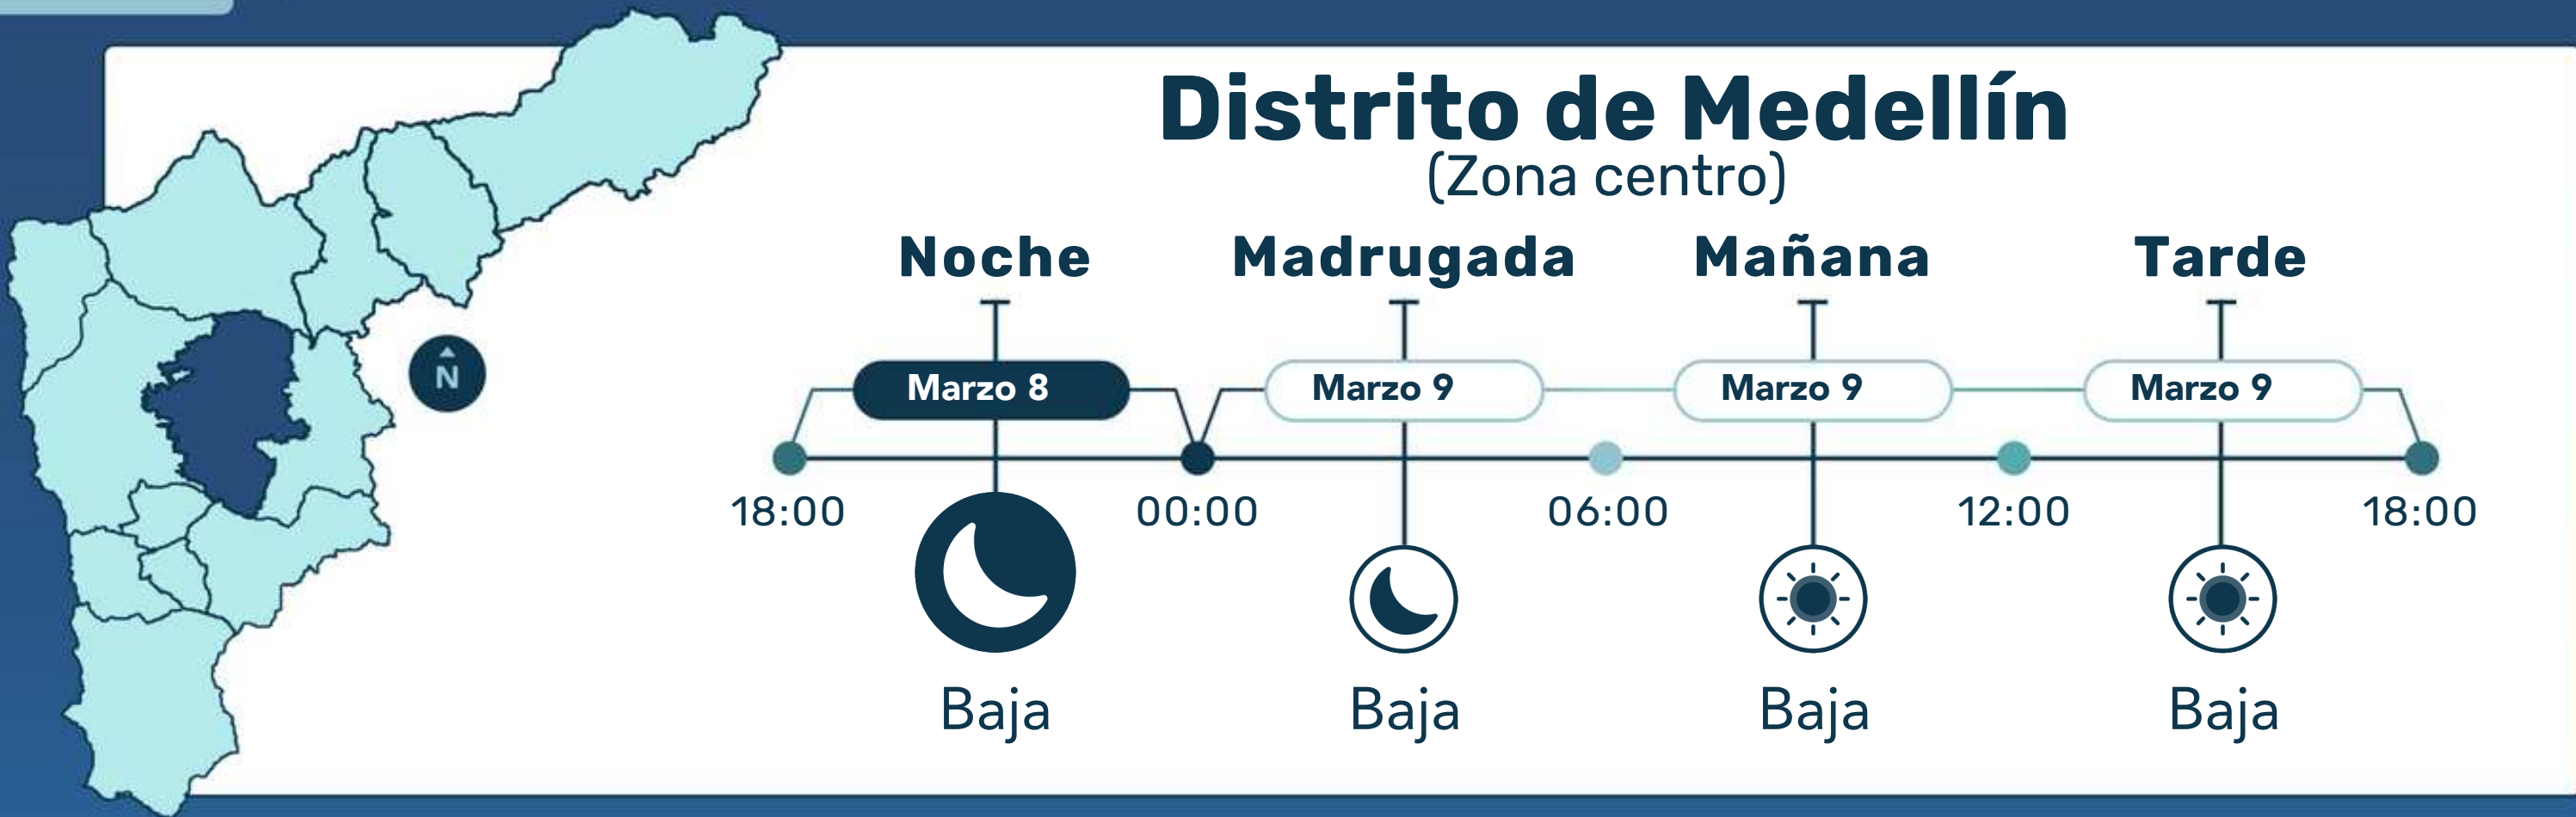 Distrito de Medellín
(Zona centro)
Noche Madrugada Mañana Tarde
Marzo 8 Marzo 9 Marzo 9 Marzo 9
N
18:00 00:00 06:00 12:00 18:00
Baja Baja Baja Baja